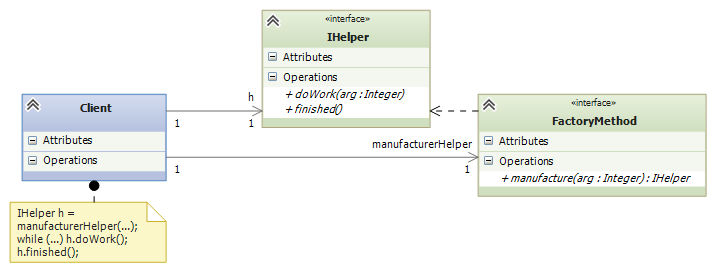 «interface»
IHelper
Attributes
Operations
+ doWork(arg : Integer)
+ finished()
Client
Attributes
Operations
h
1
1
«interface»
FactoryMethod
Attributes
Operations
+ manufacture(arg : Integer) : IHelper
manufacturerHelper
1
1
IHelper h =
manufacturerHelper(...);
while (...) h.doWork();
h.finished();